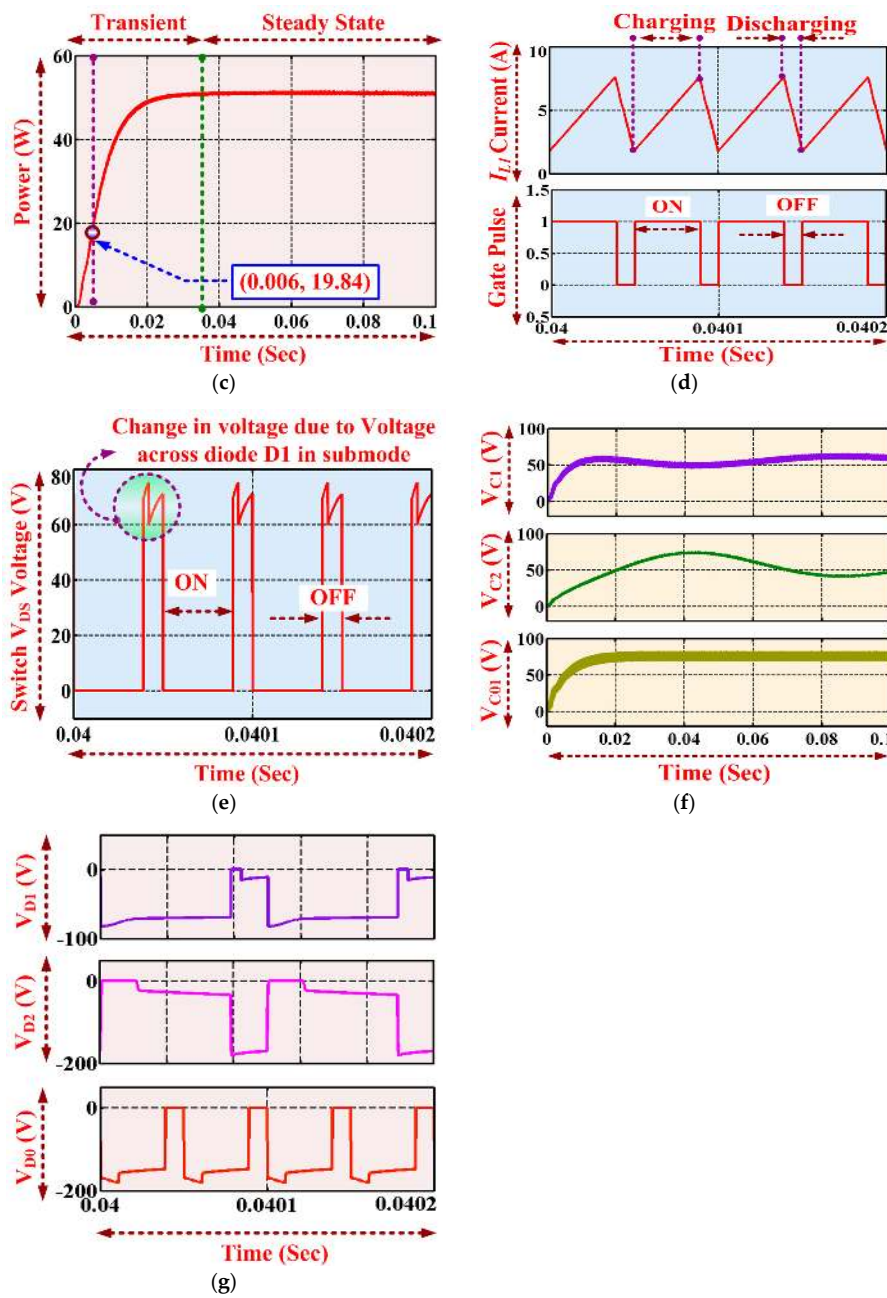 Transient
Steady State
60
40
20
0
Power (W)
(0.006, 19.84)
0
0.02
0.04
0.06
0.08
0.1
Time (Sec)
(c)
Charging
Discharging
10
5
0
IL1 Current (A)
1.5
1
0.5
0
0.5
Gate Pulse
ON
OFF
0.04
0.0401
0.0402
Time (Sec)
(d)
Change in voltage due to Voltage
across diode D1 in submode
80
60
40
20
0
Switch VDS Voltage (V)
ON
OFF
0.04
0.0401
0.0402
Time (Sec)
(e)
100
50
0
VC1 (V)
100
50
0
VC2 (V)
100
50
0
VC01 (V)
0
0.02
0.04
0.06
0.08
0.1
Time (Sec)
(f)
0
-100
VD1 (V)
0
-200
VD2 (V)
0
-200
VD0 (V)
0.04
0.0401
0.0402
Time (Sec)
(g)